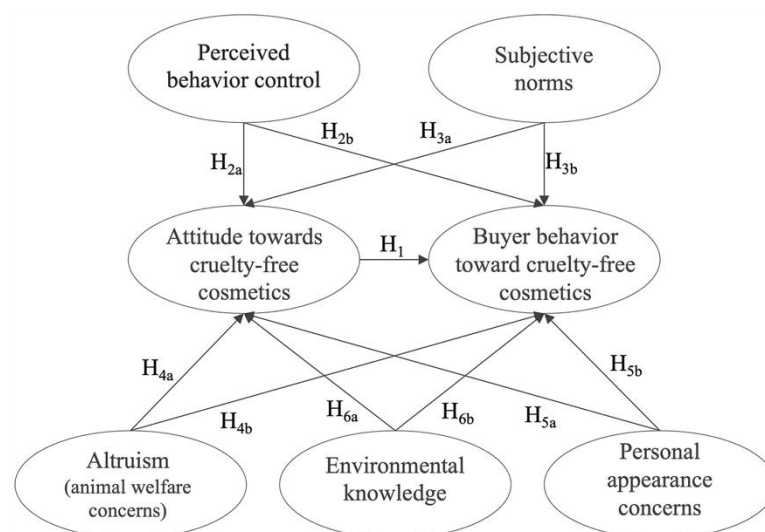 Perceived
behavior control
Subjective
norms
H2b
H3a
H2a
H3b
Attitude towards
cruelty-free
cosmetics
H1
Buyer behavior
toward cruelty-free
cosmetics
H4a
H5b
H4b
H6a
H6b
H5a
Altruism
(animal welfare
concerns)
Environmental
knowledge
Personal
appearance
concerns